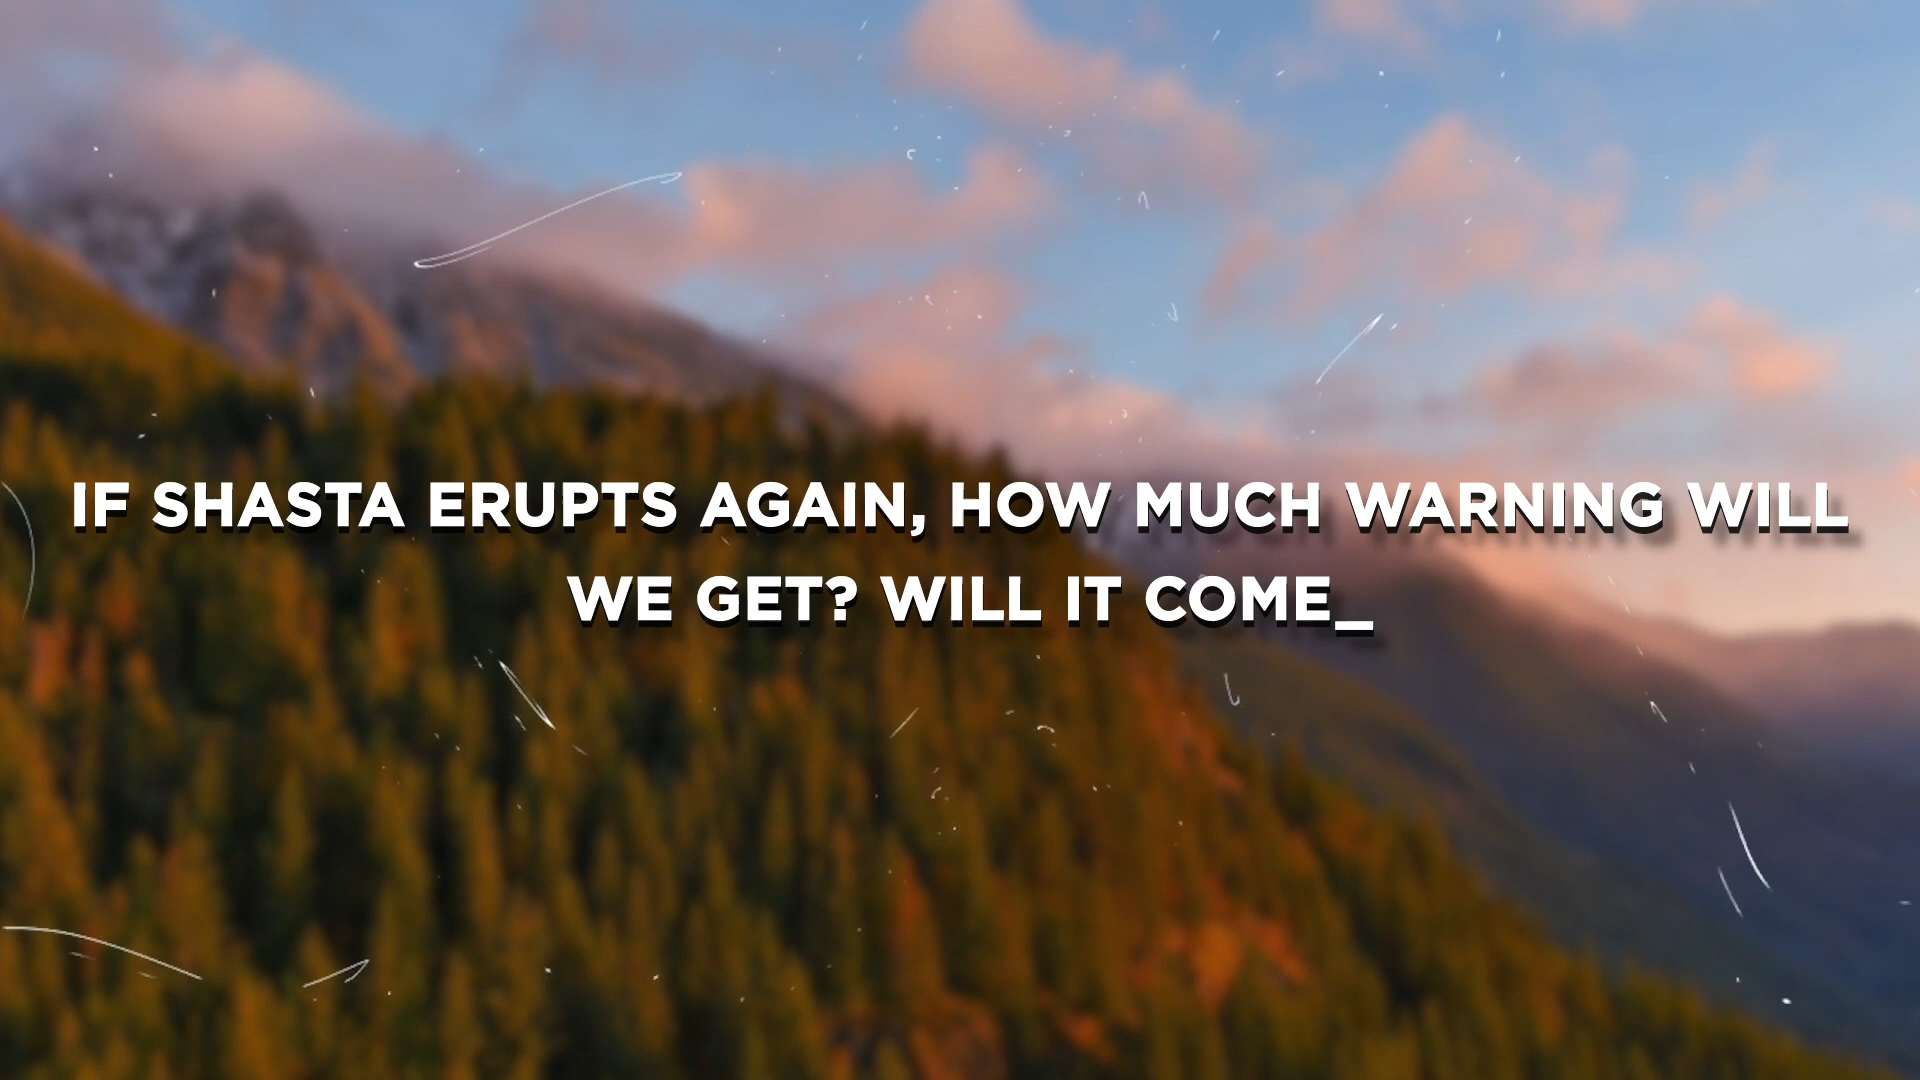 IF SHASTA ERUPTS AGAIN, HOW MUCH WARNING WILL
WE GET? WILL IT COME_